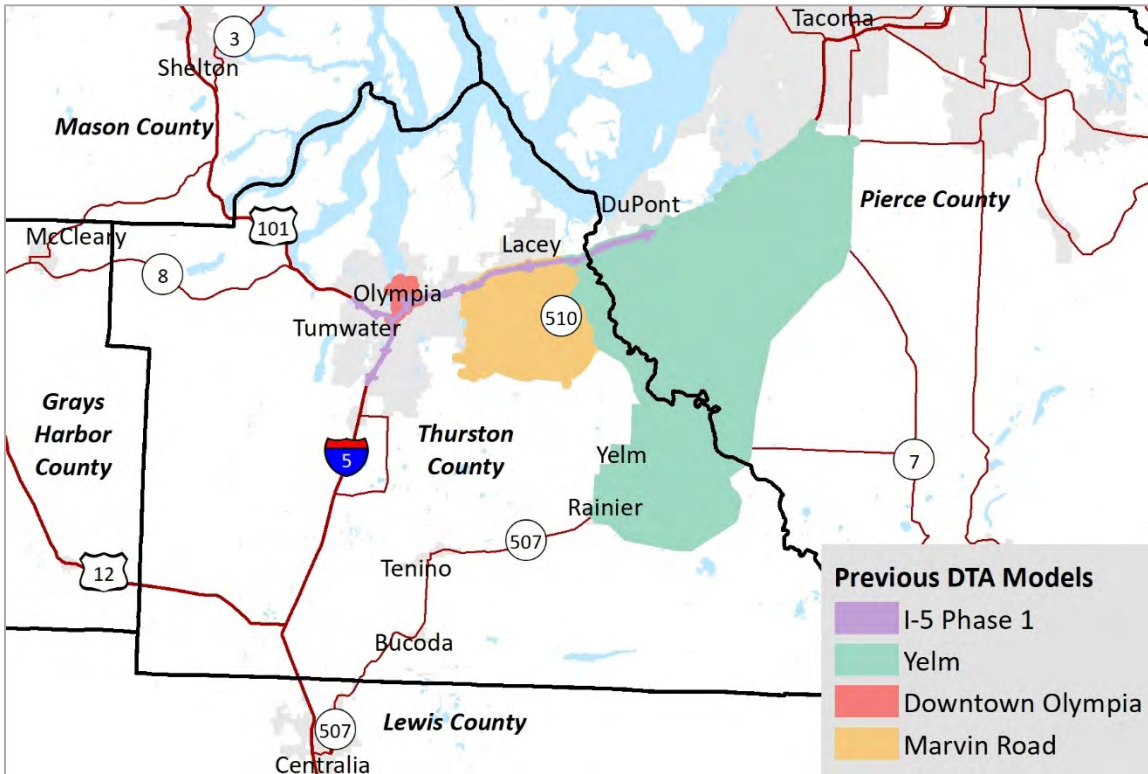 Tacoma
3
Shelton
Mason County
DuPont
Pierce County
101
McCleary
Lacey
8
Olympia
510
Tumwater
Grays
Harbor
County
Thurston
County
5
Yelm
7
Rainier
507
Tenino
12
Bucoda
Lewis County
507
Centralia
Previous DTA Models
I-5 Phase 1
Yelm
Downtown Olympia
Marvin Road